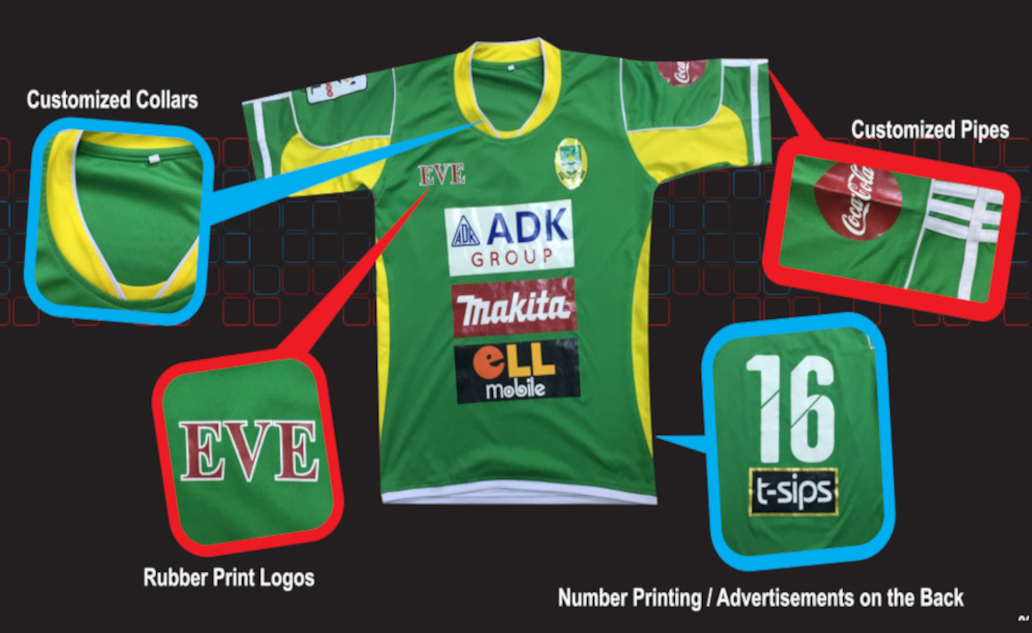 Customized Collars
Customized Pipes
Coca-Cola
EVE
ADK
ADK
GROUP
makita
Coca-Cola
eLL
mobile
16
t-sips
EVE
Rubber Print Logos
Number Printing / Advertisements on the Back